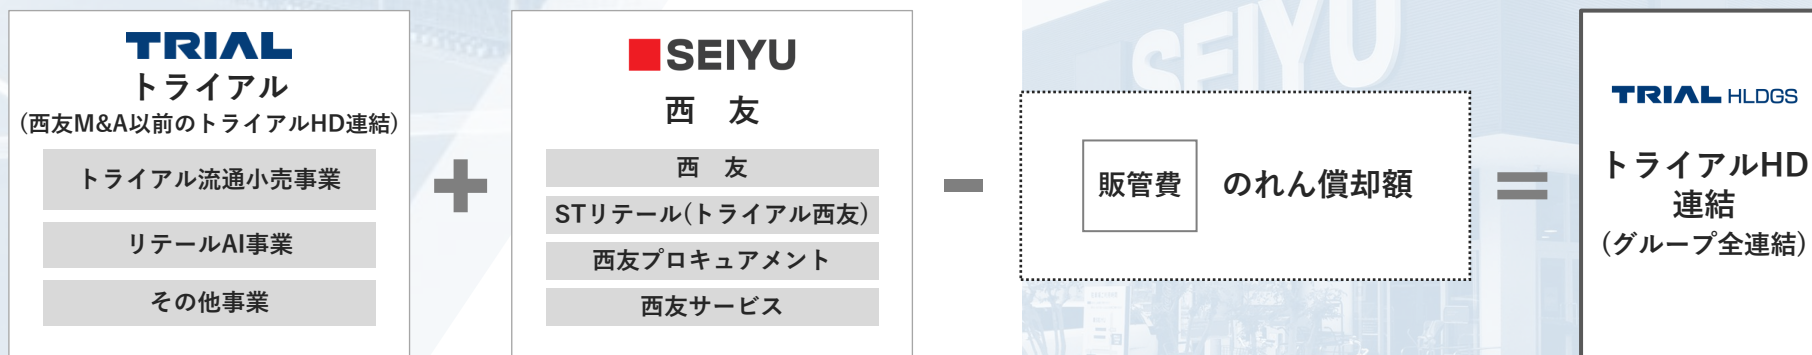 TRIAL
トライアル
(西友M&A以前のトライアルHD連結)
トライアル流通小売事業
リテールAI事業
その他事業
+
SEIYU
西 友
西 友
STリテール(トライアル西友)
西友プロキュアメント
西友サービス
-
SEIYU
販管費 のれん償却額
=
TRIAL HLDGS
トライアルHD
連結
(グループ全連結)